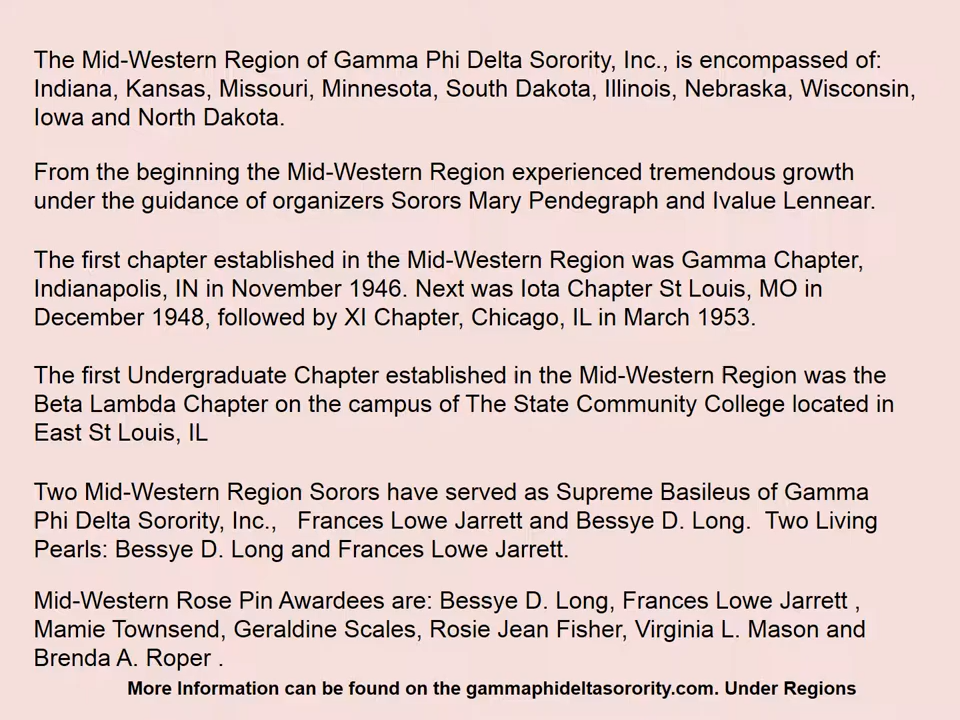 The Mid-Western Region of Gamma Phi Delta Sorority, Inc., is encompassed of:
Indiana, Kansas, Missouri, Minnesota, South Dakota, Illinois, Nebraska, Wisconsin,
Iowa and North Dakota.
From the beginning the Mid-Western Region experienced tremendous growth
under the guidance of organizers Sorors Mary Pendegraph and Ivalue Lennear.
The first chapter established in the Mid-Western Region was Gamma Chapter,
Indianapolis, IN in November 1946. Next was Iota Chapter St Louis, MO in
December 1948, followed by XI Chapter, Chicago, IL in March 1953.
The first Undergraduate Chapter established in the Mid-Western Region was the
Beta Lambda Chapter on the campus of The State Community College located in
East St Louis, IL
Two Mid-Western Region Sorors have served as Supreme Basileus of Gamma
Phi Delta Sorority, Inc.,   Frances Lowe Jarrett and Bessye D. Long.  Two Living
Pearls: Bessye D. Long and Frances Lowe Jarrett.
Mid-Western Rose Pin Awardees are: Bessye D. Long, Frances Lowe Jarrett ,
Mamie Townsend, Geraldine Scales, Rosie Jean Fisher, Virginia L. Mason and
Brenda A. Roper .
More Information can be found on the gammaphideltasorority.com. Under Regions